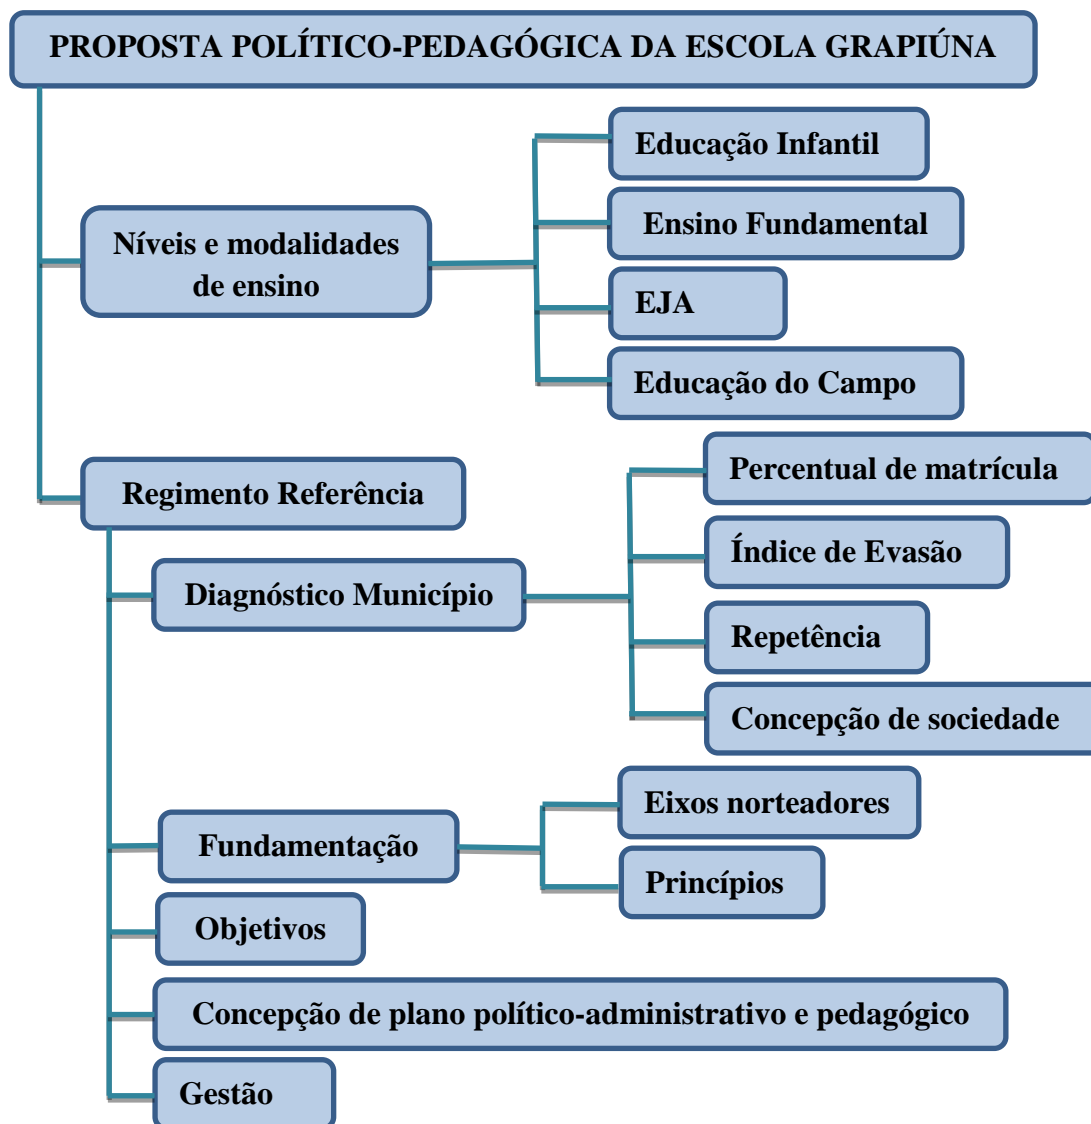 PROPOSTA POLÍTICO-PEDAGÓGICA DA ESCOLA GRAPIÚNA
Níveis e modalidades
de ensino
Educação Infantil
Ensino Fundamental
EJA
Educação do Campo
Regimento Referência
Diagnóstico Município
Percentual de matrícula
Índice de Evasão
Repetência
Concepção de sociedade
Fundamentação
Eixos norteadores
Princípios
Objetivos
Concepção de plano político-administrativo e pedagógico
Gestão